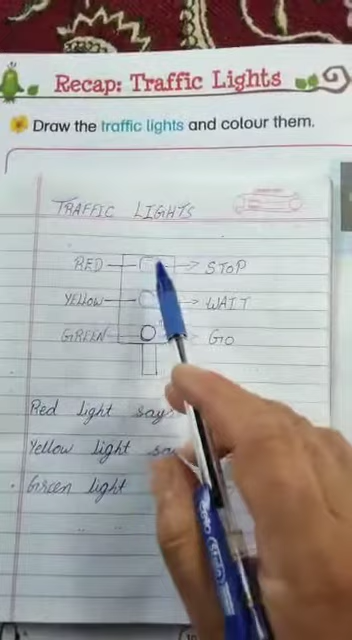 Recap: Traffic Lights
Draw the traffic lights and colour them.
TRAFFIC LIGHTS
RED STOP
YELLOW WAIT
GREEN GO
Red light says
Yellow light
Green light